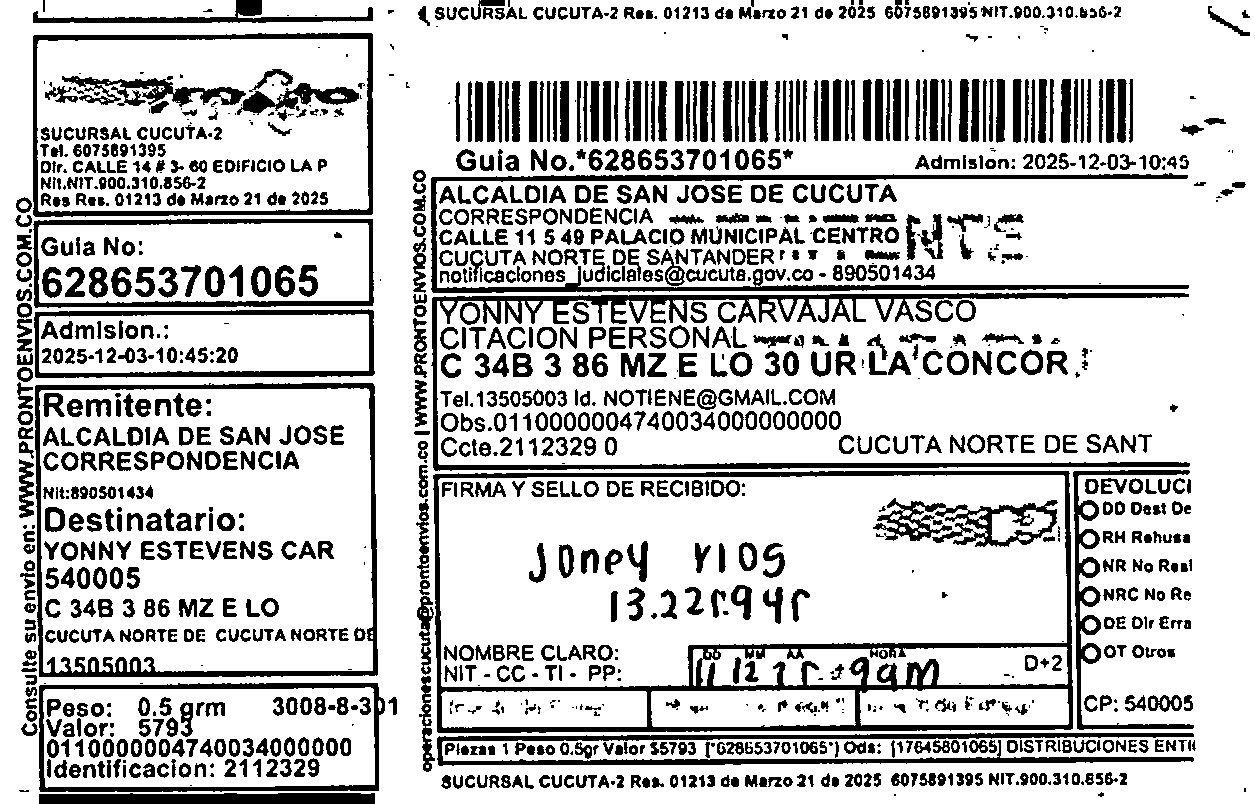 SUCURSAL CUCUTA-2 Res. 01213 de Marzo 21 de 2025 6075891395 NIT.900.310.856-2
SUCURSAL CUCUTA-2
Tel. 6075891395
Dir. CALLE 14 # 3- 60 EDIFICIO LA P
Nit.NIT.900.310.856-2
Res Res. 01213 de Marzo 21 de 2025
Guia No:
628653701065
Admision.:
2025-12-03-10:45:20
Remitente:
ALCALDIA DE SAN JOSE
CORRESPONDENCIA
Nit:890501434
Destinatario:
YONNY ESTEVENS CAR
540005
C 34B 3 86 MZ E LO
CUCUTA NORTE DE CUCUTA NORTE DE
13505003
Peso: 0.5 grm 3008-8-301
Valor: 5793
01100000047400340000000
Identificacion: 2112329
Consulte su envio en: WWW.PRONTOENVIOS.COM.CO
Guia No.*628653701065*
Admision: 2025-12-03-10:45
ALCALDIA DE SAN JOSE DE CUCUTA
CORRESPONDENCIA
CALLE 11 5 49 PALACIO MUNICIPAL CENTRO
CUCUTA NORTE DE SANTANDER
notificaciones_judiciales@cucuta.gov.co - 890501434
YONNY ESTEVENS CARVAJAL VASCO
CITACION PERSONAL
C 34B 3 86 MZ E LO 30 UR LA CONCOR
Tel.13505003 Id. NOTIENE@GMAIL.COM
Obs.01100000047400340000000000
Ccte.2112329 0
CUCUTA NORTE DE SANT
FIRMA Y SELLO DE RECIBIDO:
Joney rios
NOMBRE CLARO:
NIT - CC - TI - PP:
DD MM AA HORA
D+2
DEVOLUCI
DD Dest De
RH Rehusa
NR No Resi
NRC No Re
DE Dir Erra
OT Otros
CP: 540005
Piezas 1 Peso 0.5gr Valor $5793 [*628653701065*] Ods: [17645801065] DISTRIBUCIONES ENTI
operacionescucuta@prontoenvios.com.co | WWW.PRONTOENVIOS.COM.CO
SUCURSAL CUCUTA-2 Res. 01213 de Marzo 21 de 2025 6075891395 NIT.900.310.856-2